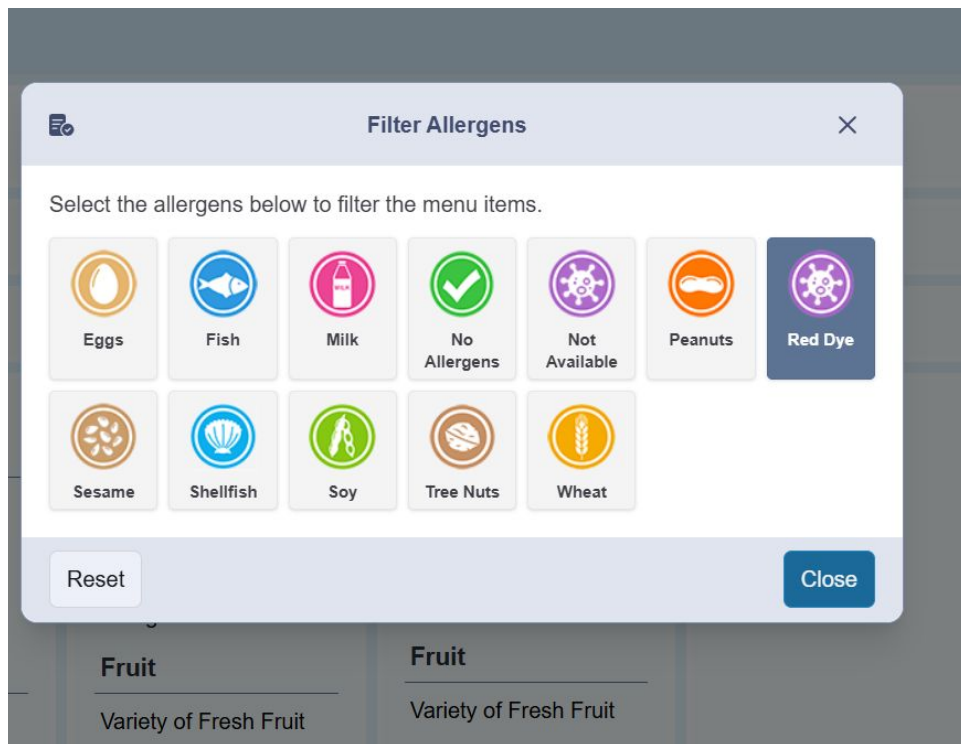 Filter Allergens
Select the allergens below to filter the menu items.
Eggs
Fish
MILK
Milk
No
Allergens
Not
Available
Peanuts
Red Dye
Sesame
Shellfish
Soy
Tree Nuts
Wheat
Reset
Close
Fruit
Variety of Fresh Fruit
Fruit
Variety of Fresh Fruit